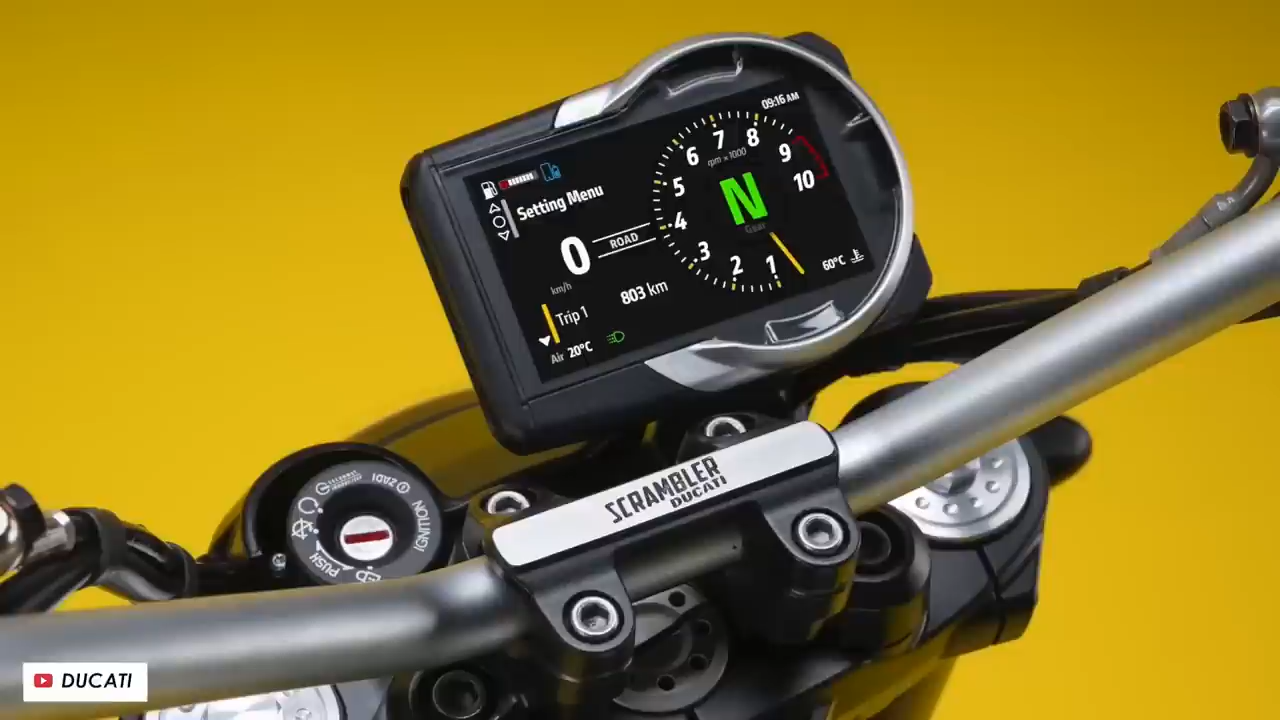 09:16 AM
Setting Menu
0
km/h
ROAD
803 km
Trip 1
Air 20°C
1
2
3
4
5
6
7
8
9
10
rpm x 1000
N
Gear
60°C
SCRAMBLER
DUCATI
IGNITION
PUSH
DUCATI